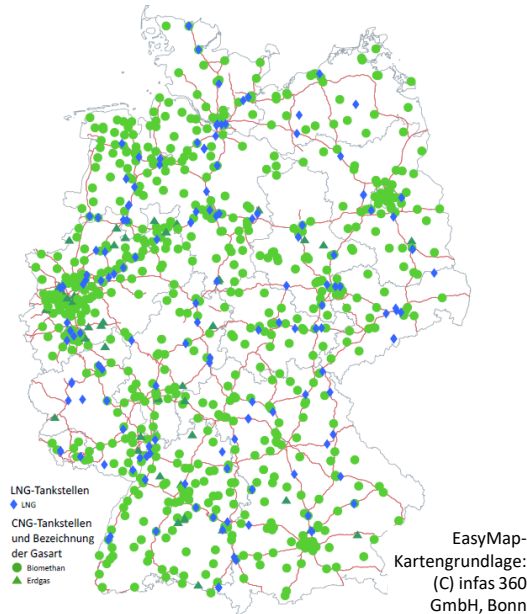 LNG-Tankstellen
LNG
CNG-Tankstellen
und Bezeichnung
der Gasart
Biomethan
Erdgas
EasyMap-
Kartengrundlage:
(C) infas 360
GmbH, Bonn